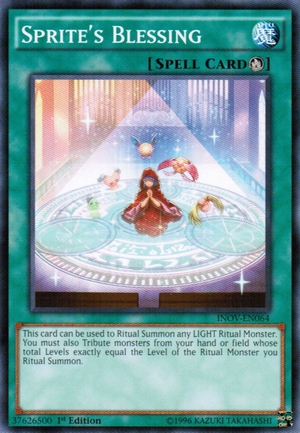 SPRITE'S BLESSING
[SPELL CARD]
INOV-EN064
This card can be used to Ritual Summon any LIGHT Ritual Monster.
You must also Tribute monsters from your hand or field whose
total Levels exactly equal the Level of the Ritual Monster you
Ritual Summon.
37626500 1st Edition ©1996 KAZUKI TAKAHASHI